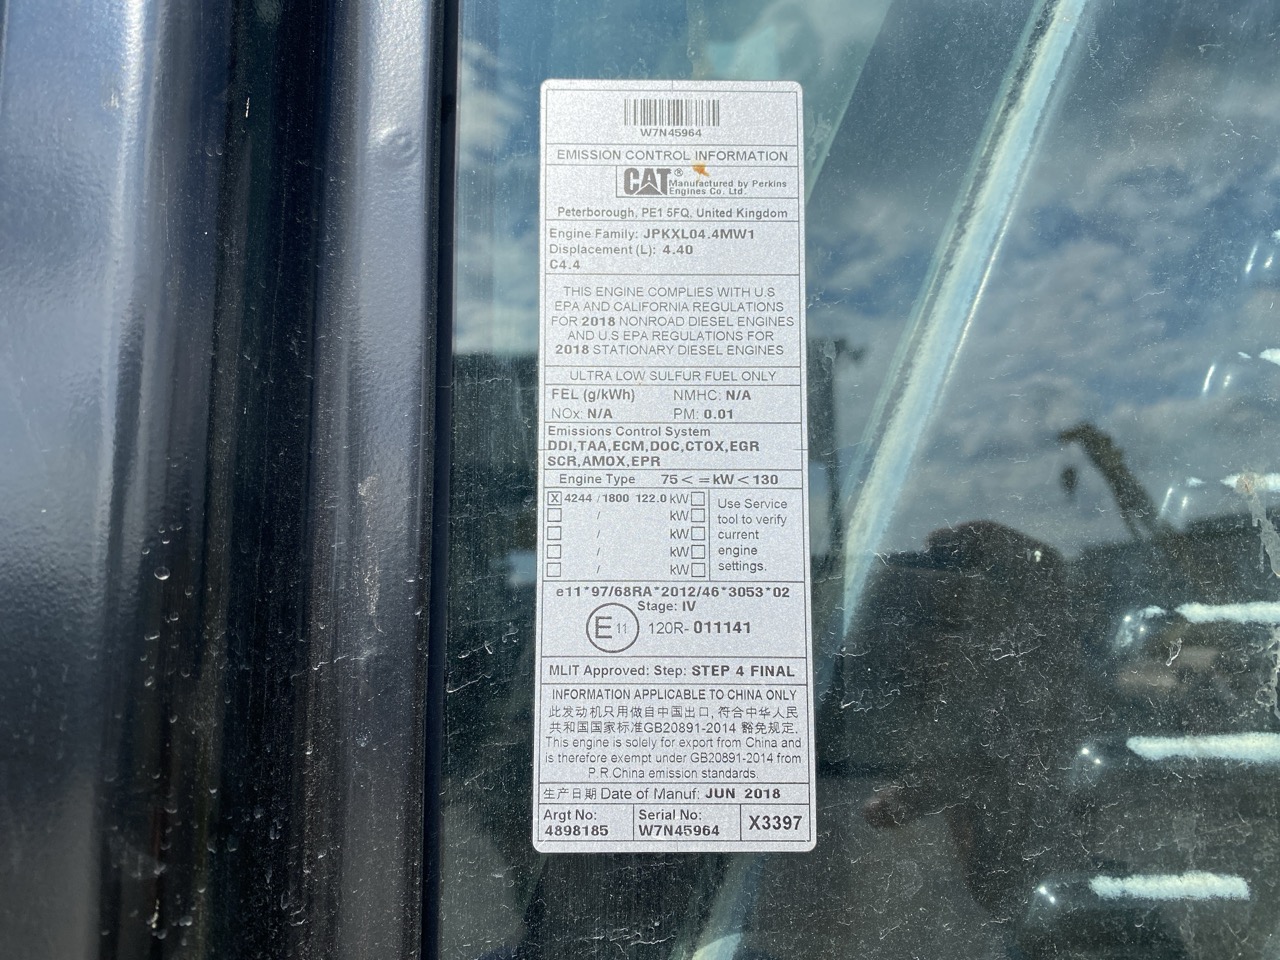 W7N45964
EMISSION CONTROL INFORMATION
CAT® Manufactured by Perkins
Engines Co. Ltd.
Peterborough, PE1 5FQ, United Kingdom
Engine Family: JPKXL04.4MW1
Displacement (L): 4.40
C4.4
THIS ENGINE COMPLIES WITH U.S
EPA AND CALIFORNIA REGULATIONS
FOR 2018 NONROAD DIESEL ENGINES
AND U.S EPA REGULATIONS FOR
2018 STATIONARY DIESEL ENGINES
ULTRA LOW SULFUR FUEL ONLY
FEL (g/kWh) NMHC: N/A
NOx: N/A PM: 0.01
Emissions Control System
DDI,TAA,ECM,DOC,CTOX,EGR
SCR,AMOX,EPR
Engine Type 75 < = kW < 130
X 4244 / 1800 122.0 kW
/ kW
/ kW
/ kW
/ kW
Use Service
tool to verify
current
engine
settings.
e11*97/68RA*2012/46*3053*02
Stage: IV
E 11 120R- 011141
MLIT Approved: Step: STEP 4 FINAL
INFORMATION APPLICABLE TO CHINA ONLY
此发动机只用做自中国出口, 符合中华人民
共和国国家标准GB20891-2014 豁免规定.
This engine is solely for export from China and
is therefore exempt under GB20891-2014 from
P.R.China emission standards.
生产日期 Date of Manuf: JUN 2018
Argt No: Serial No:
4898185 W7N45964 X3397